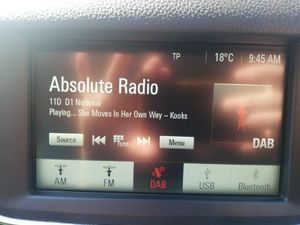 TP 18°C 9:45 AM
Absolute Radio
11D D1 National
Playing... She Moves In Her Own Way – Kooks
Source Tune Menu
DAB
AM FM DAB USB Bluetooth